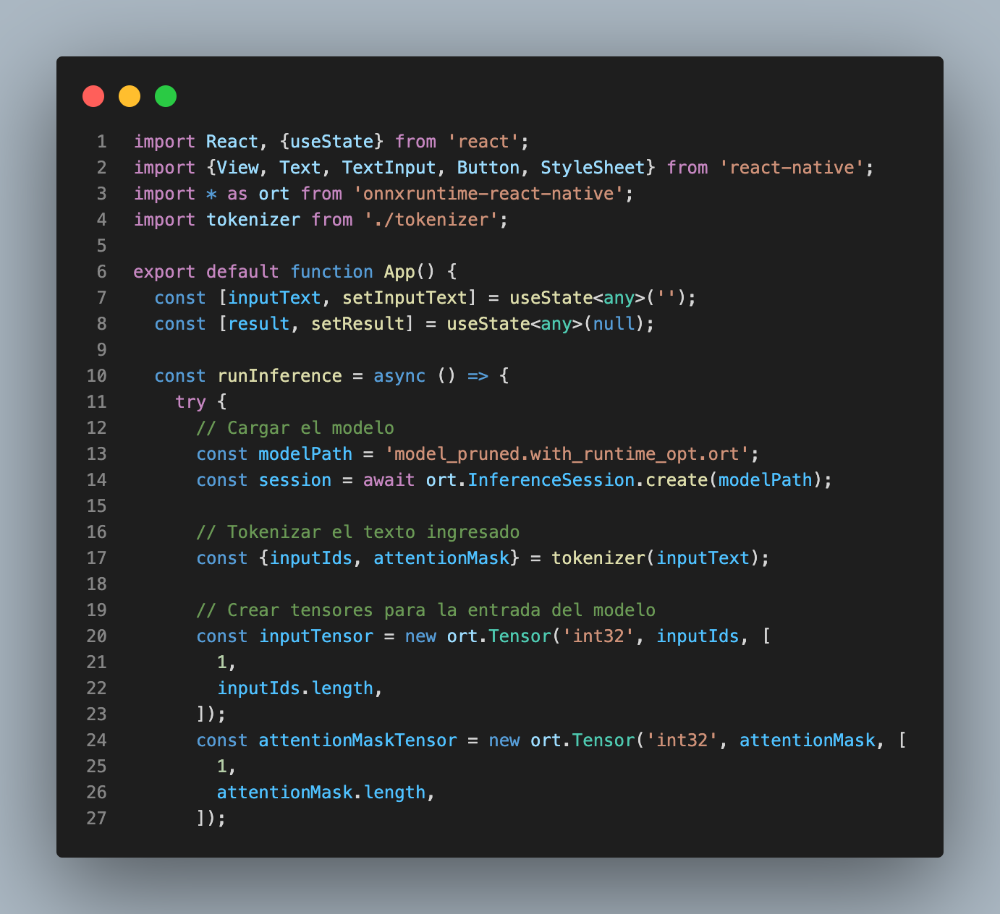 1 import React, {useState} from 'react';
2 import {View, Text, TextInput, Button, StyleSheet} from 'react-native';
3 import * as ort from 'onnxruntime-react-native';
4 import tokenizer from './tokenizer';
5
6 export default function App() {
7   const [inputText, setInputText] = useState<any>('');
8   const [result, setResult] = useState<any>(null);
9
10   const runInference = async () => {
11     try {
12       // Cargar el modelo
13       const modelPath = 'model_pruned.with_runtime_opt.ort';
14       const session = await ort.InferenceSession.create(modelPath);
15
16       // Tokenizar el texto ingresado
17       const {inputIds, attentionMask} = tokenizer(inputText);
18
19       // Crear tensores para la entrada del modelo
20       const inputTensor = new ort.Tensor('int32', inputIds, [
21         1,
22         inputIds.length,
23       ]);
24       const attentionMaskTensor = new ort.Tensor('int32', attentionMask, [
25         1,
26         attentionMask.length,
27       ]);